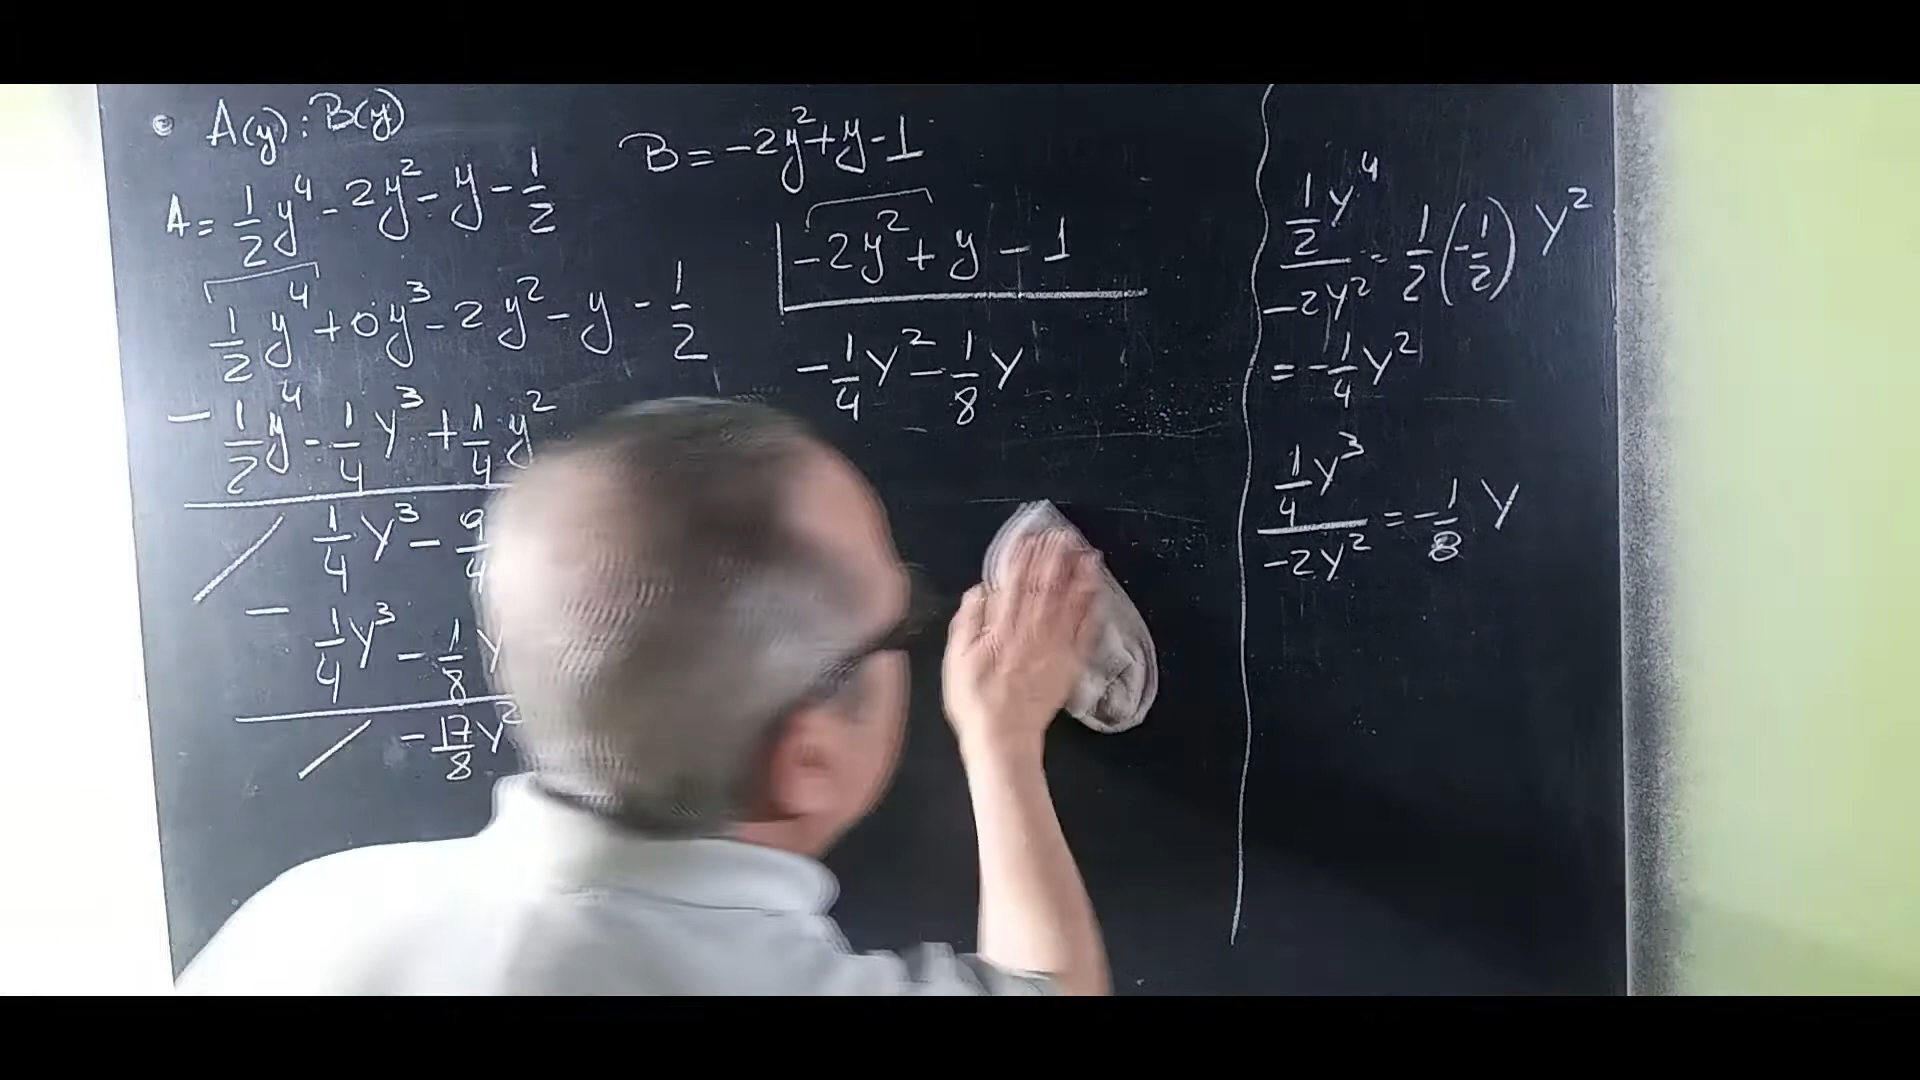 A(y) : B(y)
A = 1/2 y⁴ - 2y² - y - 1/2
B = -2y² + y - 1
1/2 y⁴ + 0y³ - 2y² - y - 1/2
-2y² + y - 1
-1/4 y² - 1/8 y
- 1/2 y⁴ - 1/4 y³ + 1/4 y²
1/4 y³ - 9/4
- 1/4 y³ - 1/8 y
-17/8 y²
1/2 y⁴ / -2y² = 1/2 (-1/2) y²
= -1/4 y²
1/4 y³ / -2y² = -1/8 y